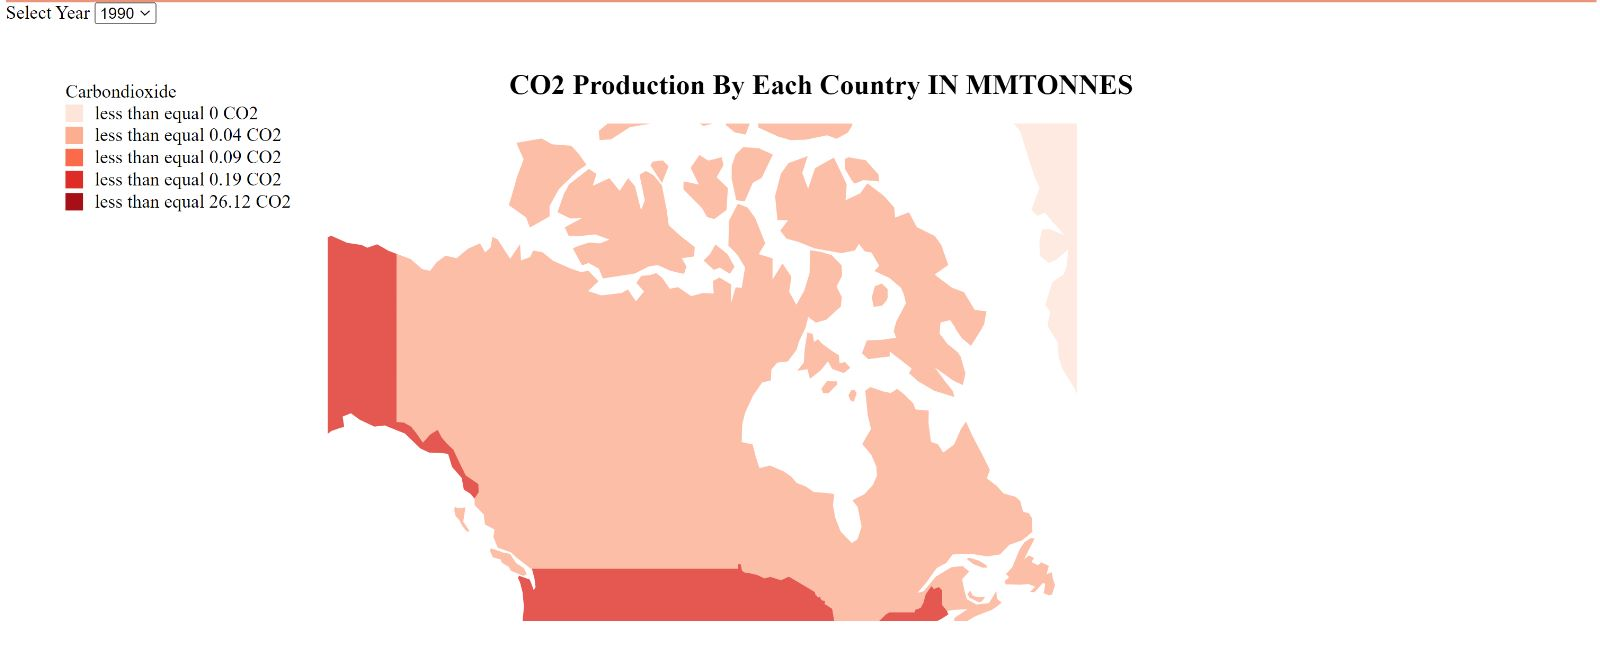 Select Year 1990
CO2 Production By Each Country IN MMTONNES
Carbondioxide
less than equal 0 CO2
less than equal 0.04 CO2
less than equal 0.09 CO2
less than equal 0.19 CO2
less than equal 26.12 CO2